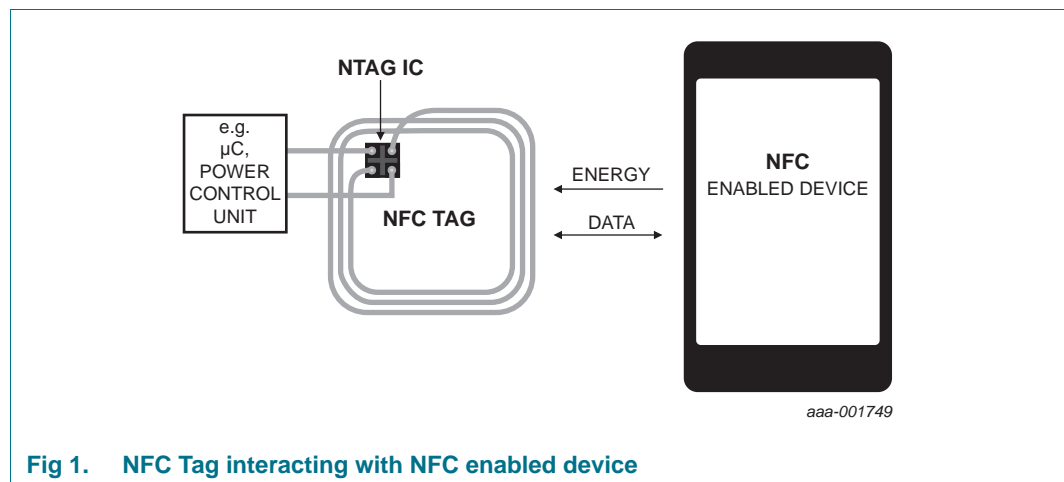 NTAG IC
e.g.
µC,
POWER
CONTROL
UNIT
NFC TAG
ENERGY
DATA
NFC
ENABLED DEVICE
aaa-001749
Fig 1. NFC Tag interacting with NFC enabled device